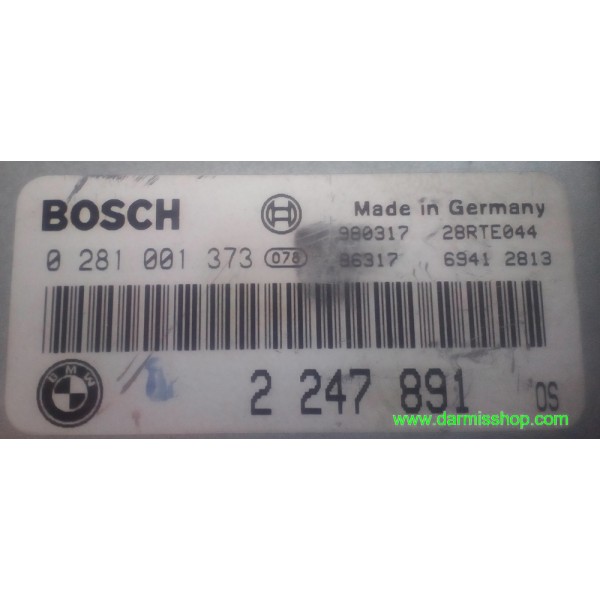 BOSCH Made in Germany
980317 28RTE044
0 281 001 373 078 86317 6941 2813
BMW 2 247 891 OS
www.darmisshop.com